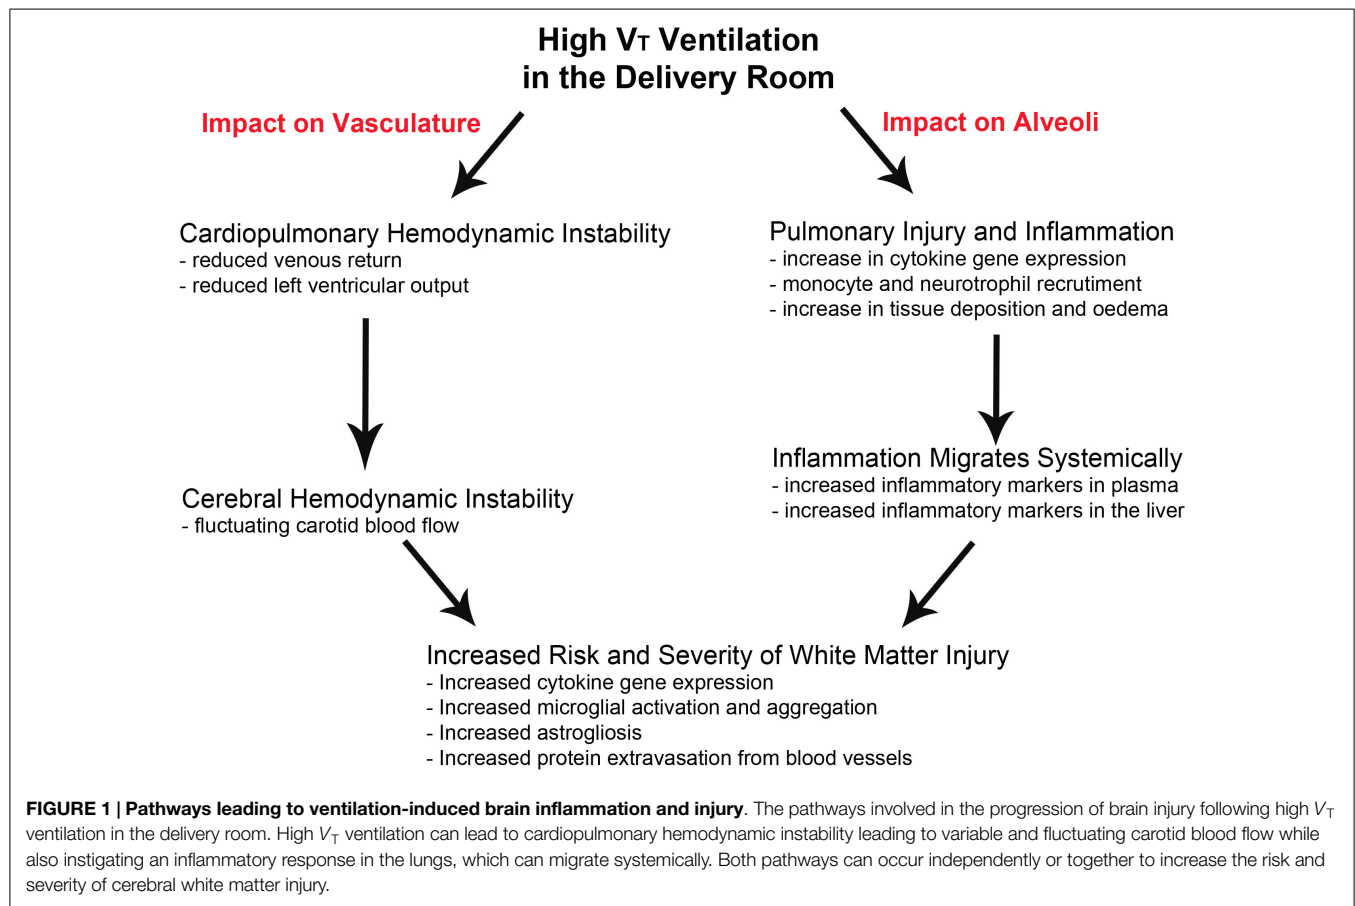 High VT Ventilation
in the Delivery Room
Impact on Vasculature
Impact on Alveoli
Cardiopulmonary Hemodynamic Instability
- reduced venous return
- reduced left ventricular output
Pulmonary Injury and Inflammation
- increase in cytokine gene expression
- monocyte and neurotrophil recrutiment
- increase in tissue deposition and oedema
Cerebral Hemodynamic Instability
- fluctuating carotid blood flow
Inflammation Migrates Systemically
- increased inflammatory markers in plasma
- increased inflammatory markers in the liver
Increased Risk and Severity of White Matter Injury
- Increased cytokine gene expression
- Increased microglial activation and aggregation
- Increased astrogliosis
- Increased protein extravasation from blood vessels
FIGURE 1 | Pathways leading to ventilation-induced brain inflammation and injury. The pathways involved in the progression of brain injury following high VT
ventilation in the delivery room. High VT ventilation can lead to cardiopulmonary hemodynamic instability leading to variable and fluctuating carotid blood flow while
also instigating an inflammatory response in the lungs, which can migrate systemically. Both pathways can occur independently or together to increase the risk and
severity of cerebral white matter injury.